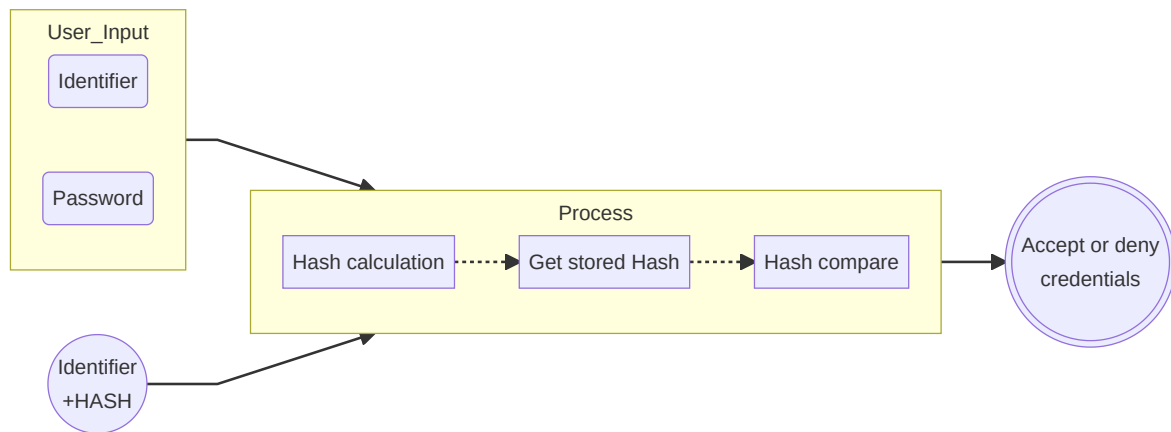 User_Input
Identifier
Password
Process
Hash calculation
Get stored Hash
Hash compare
Accept or deny
credentials
Identifier
+HASH